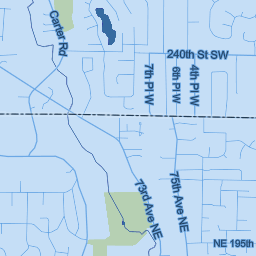 Carter Rd
240th St SW
7th Pl W
6th Pl W
4th Pl W
73rd Ave NE
75th Ave NE
NE 195th